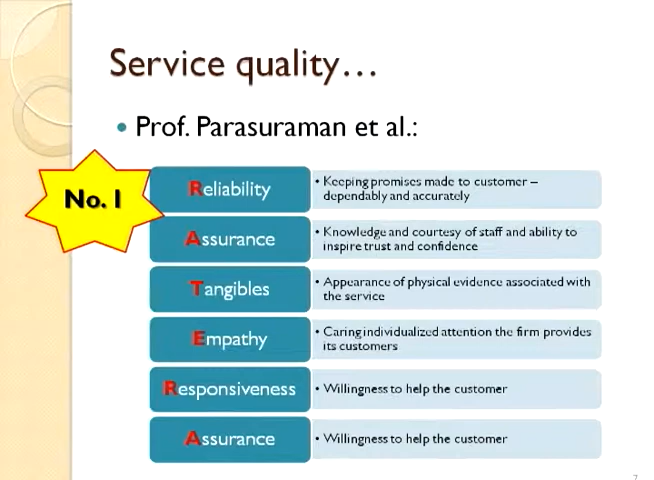 Service quality…
• Prof. Parasuraman et al.:
No. 1
Reliability
• Keeping promises made to customer –
dependably and accurately
Assurance
• Knowledge and courtesy of staff and ability to
inspire trust and confidence
Tangibles
• Appearance of physical evidence associated with
the service
Empathy
• Caring individualized attention the firm provides
its customers
Responsiveness
• Willingness to help the customer
Assurance
• Willingness to help the customer
7